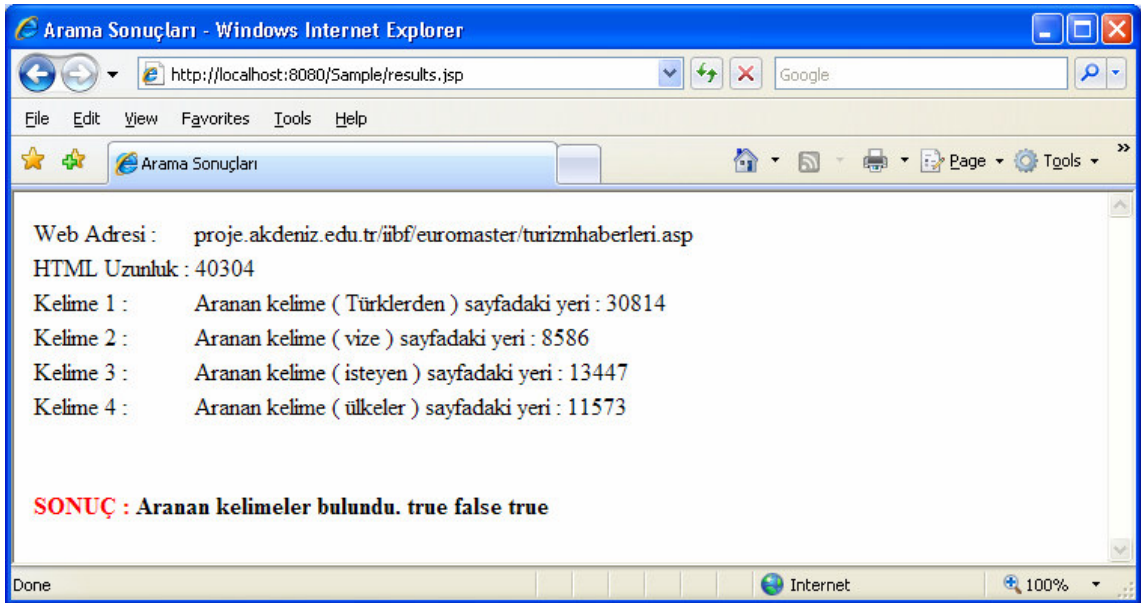 Arama Sonuçları - Windows Internet Explorer
http://localhost:8080/Sample/results.jsp Google
File Edit View Favorites Tools Help
Arama Sonuçları Page Tools
Web Adresi : proje.akdeniz.edu.tr/iibf/euromaster/turizmhaberleri.asp
HTML Uzunluk : 40304
Kelime 1 : Aranan kelime ( Türklerden ) sayfadaki yeri : 30814
Kelime 2 : Aranan kelime ( vize ) sayfadaki yeri : 8586
Kelime 3 : Aranan kelime ( isteyen ) sayfadaki yeri : 13447
Kelime 4 : Aranan kelime ( ülkeler ) sayfadaki yeri : 11573
SONUÇ : Aranan kelimeler bulundu. true false true
Done Internet 100%